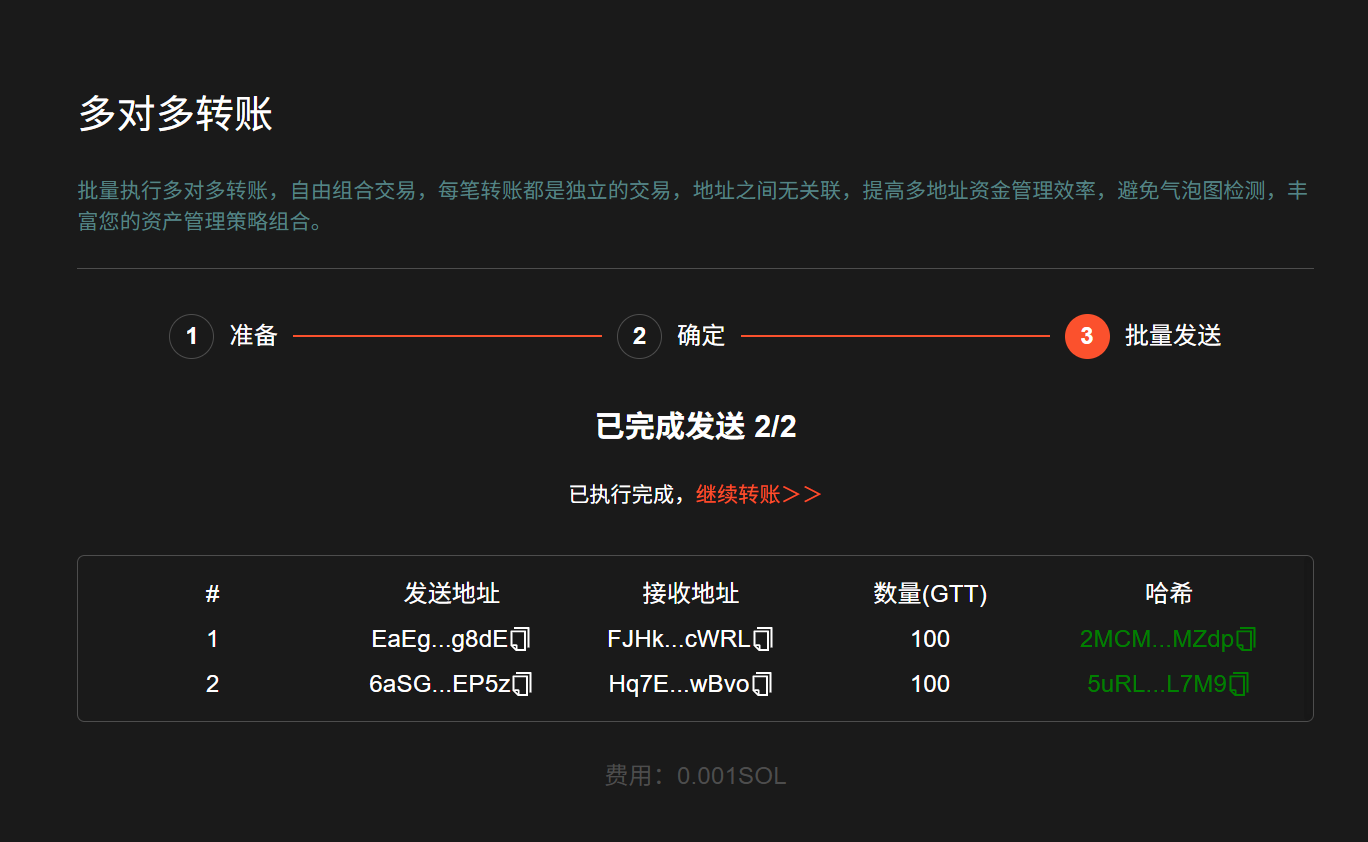 多对多转账
批量执行多对多转账，自由组合交易，每笔转账都是独立的交易，地址之间无关联，提高多地址资金管理效率，避免气泡图检测，丰
富您的资产管理策略组合。
1 准备 2 确定 3 批量发送
已完成发送 2/2
已执行完成，继续转账＞＞
# 发送地址 接收地址 数量(GTT) 哈希
1 EaEg...g8dE FJHk...cWRL 100 2MCM...MZdp
2 6aSG...EP5z Hq7E...wBvo 100 5uRL...L7M9
费用：0.001SOL